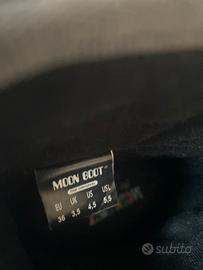 MOON BOOT
EU UK US USL
36 3,5 4,5 5,5
subito